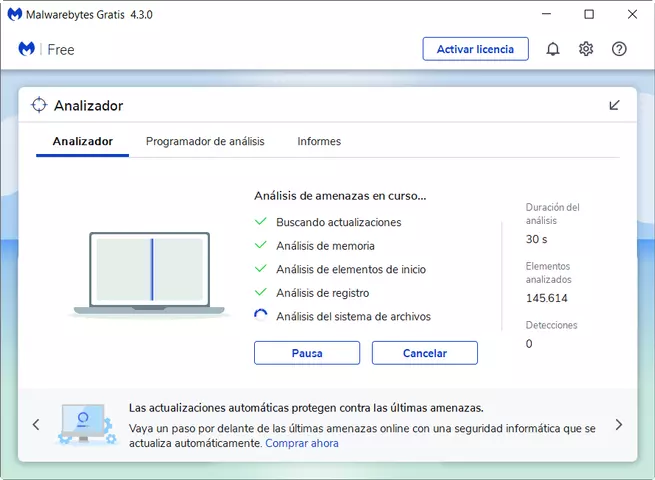 Malwarebytes Gratis 4.3.0
Free
Activar licencia
Analizador
Analizador
Programador de análisis
Informes
Análisis de amenazas en curso...
Buscando actualizaciones
Análisis de memoria
Análisis de elementos de inicio
Análisis de registro
Análisis del sistema de archivos
Pausa
Cancelar
Duración del
análisis
30 s
Elementos
analizados
145.614
Detecciones
0
Las actualizaciones automáticas protegen contra las últimas amenazas.
Vaya un paso por delante de las últimas amenazas online con una seguridad informática que se
actualiza automáticamente. Comprar ahora